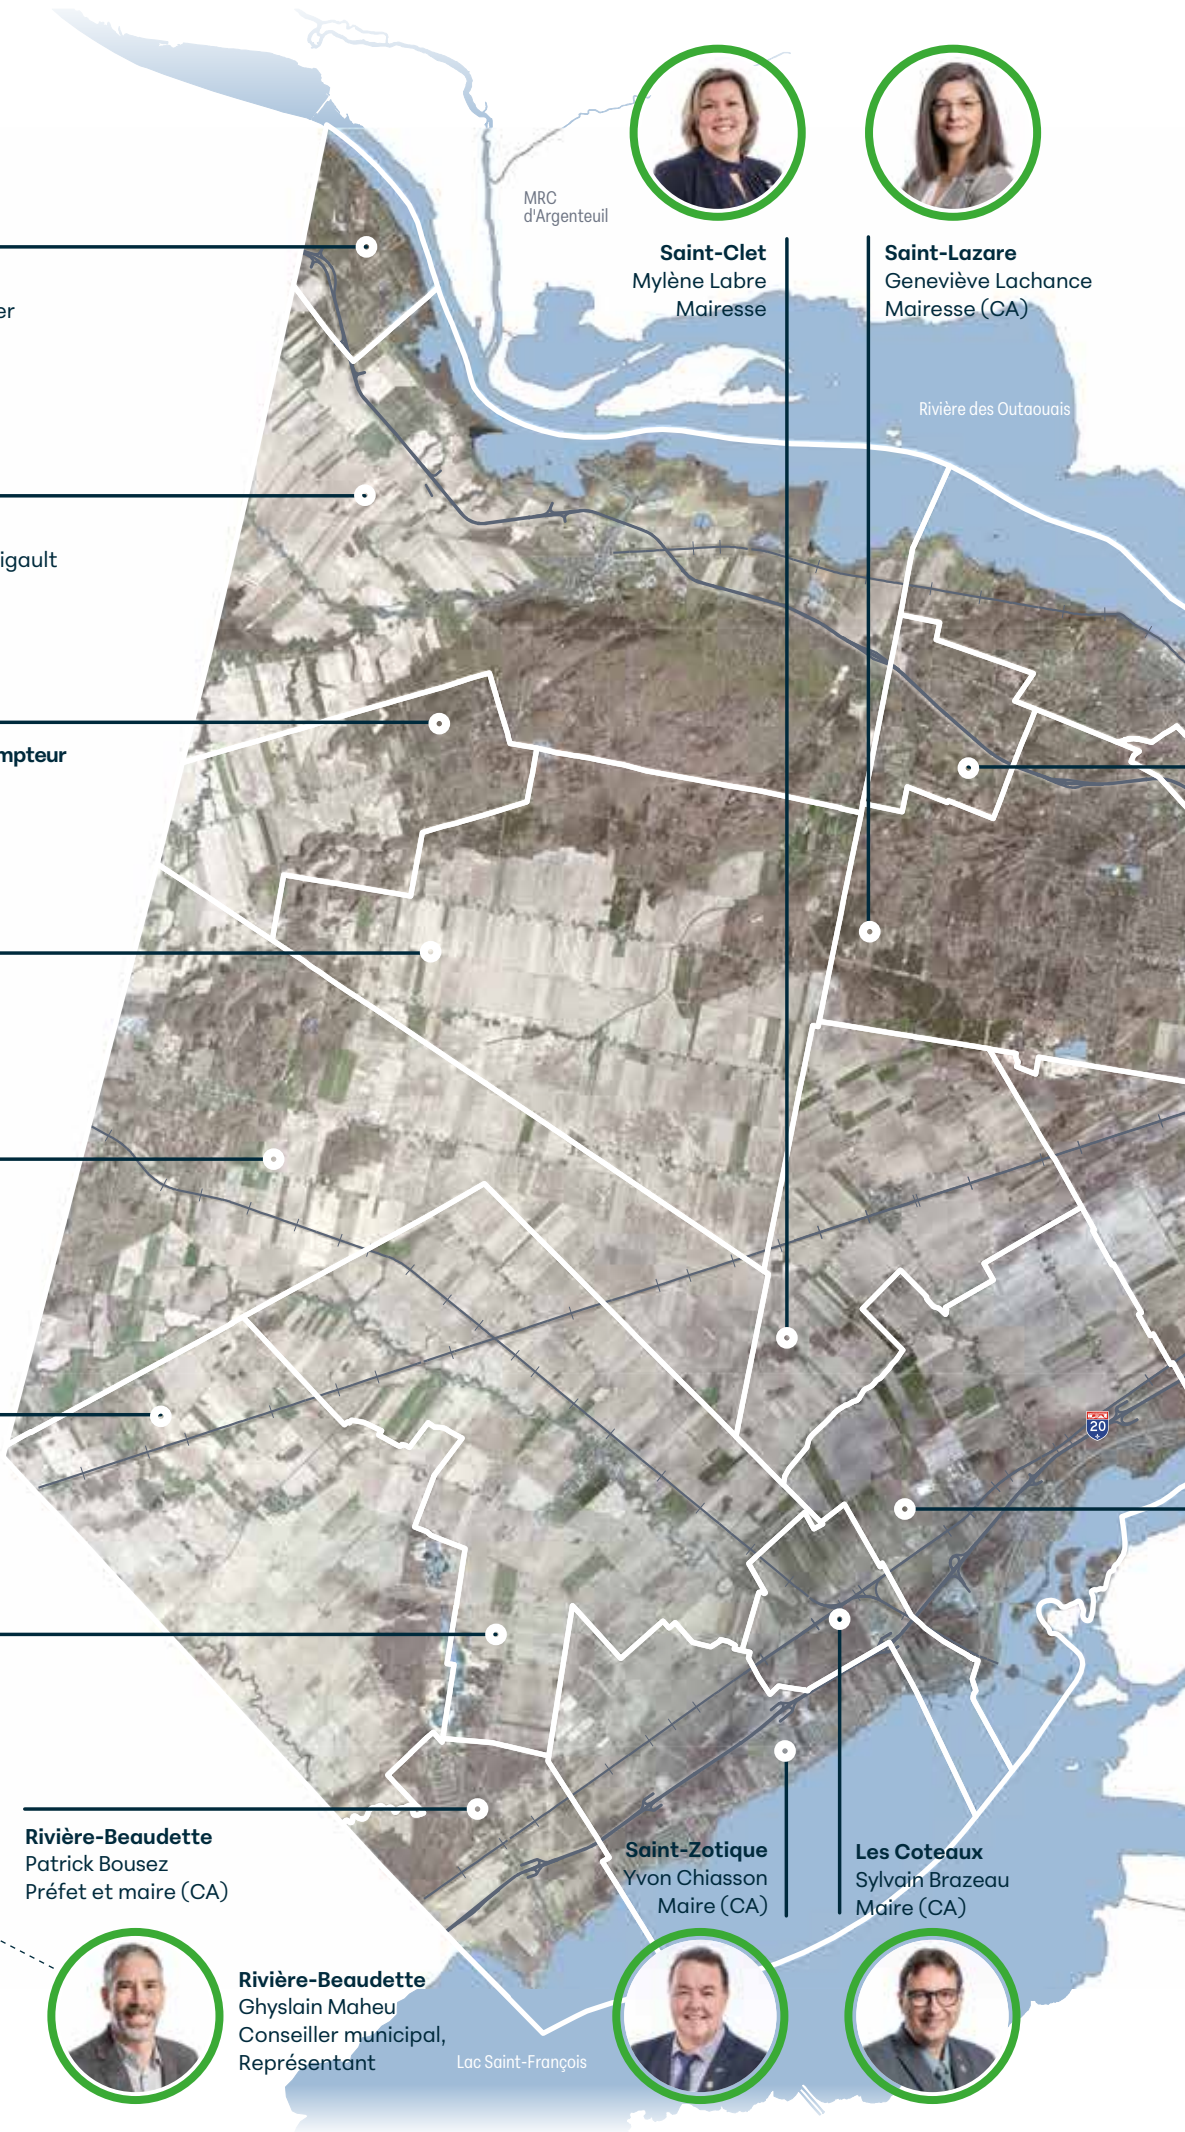 MRC
d'Argenteuil
Saint-Clet
Mylène Labre
Mairesse
Saint-Lazare
Geneviève Lachance
Mairesse (CA)
er
Rivière des Outaouais
igault
mpteur
20
Rivière-Beaudette
Patrick Bousez
Préfet et maire (CA)
Saint-Zotique
Yvon Chiasson
Maire (CA)
Les Coteaux
Sylvain Brazeau
Maire (CA)
Rivière-Beaudette
Ghyslain Maheu
Conseiller municipal,
Représentant
Lac Saint-François